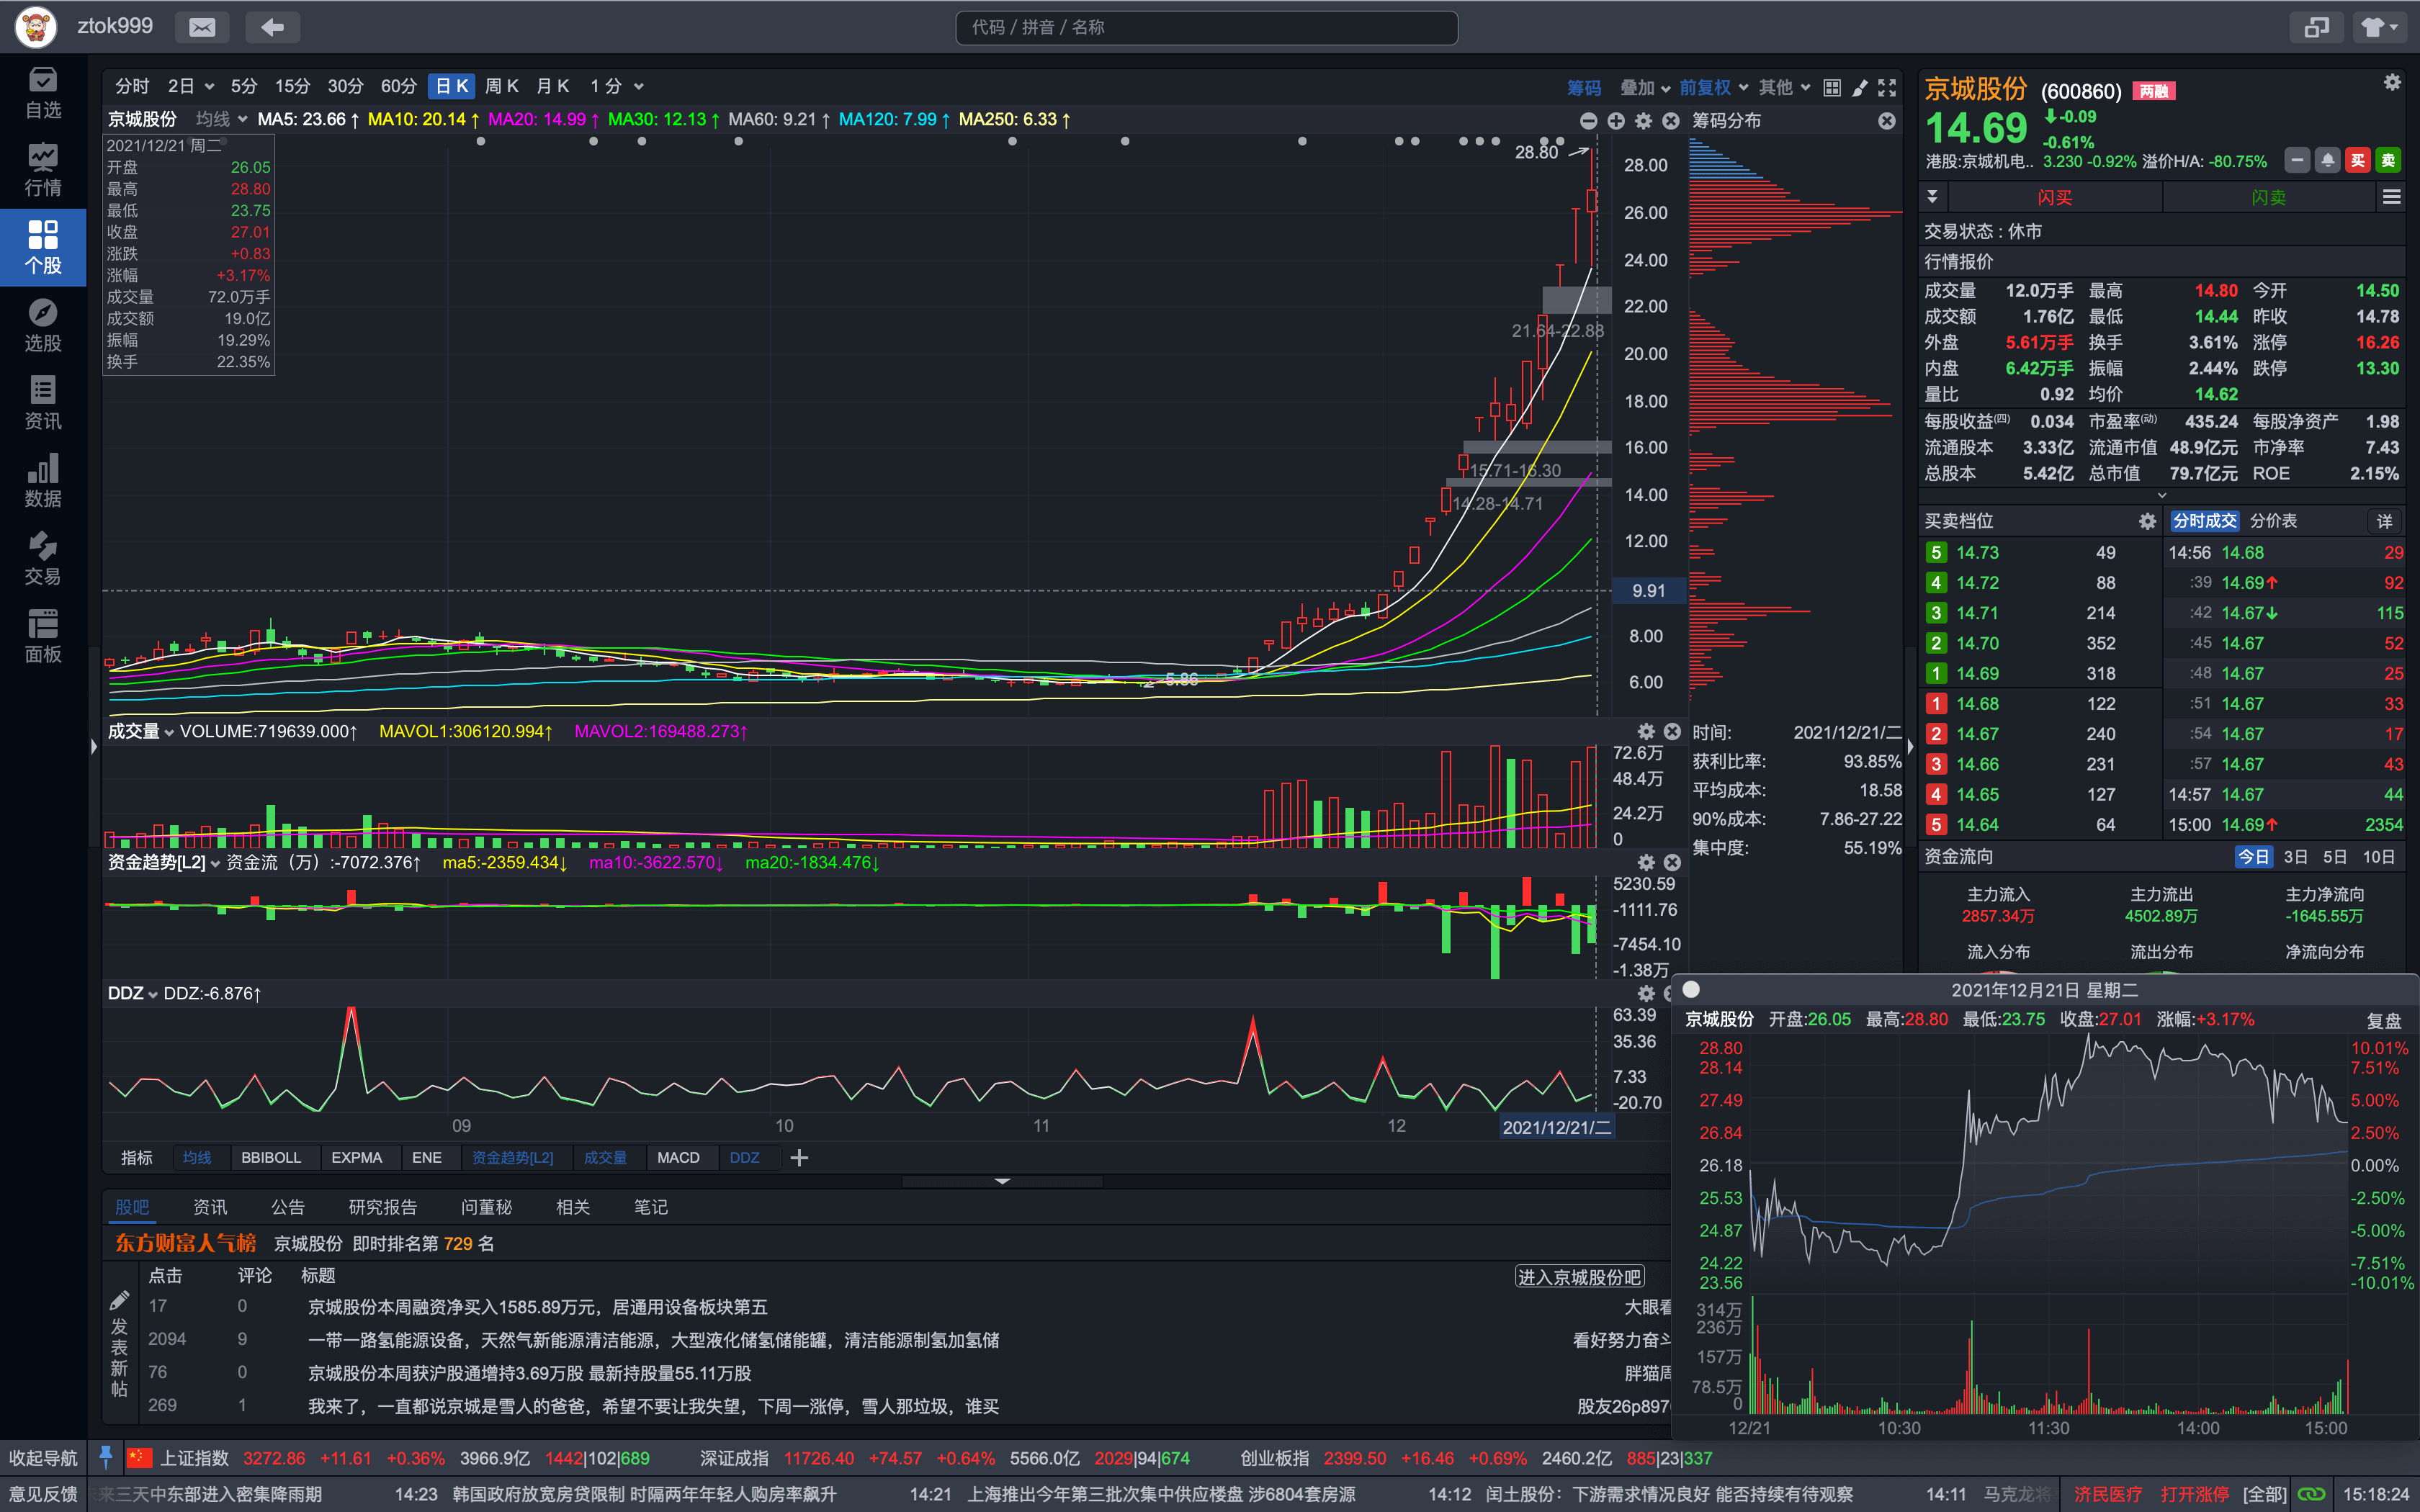 ztok999
代码 / 拼音 / 名称
自选
行情
个股
选股
资讯
数据
交易
面板
分时 2日 5分 15分 30分 60分 日K 周K 月K 1分 筹码 叠加 前复权 其他
京城股份 均线 MA5: 23.66↑ MA10: 20.14↑ MA20: 14.99↑ MA30: 12.13↑ MA60: 9.21↑ MA120: 7.99↑ MA250: 6.33↑
筹码分布
2021/12/21 周二
开盘 26.05
最高 28.80
最低 23.75
收盘 27.01
涨跌 +0.83
涨幅 +3.17%
成交量 72.0万手
成交额 19.0亿
振幅 19.29%
换手 22.35%
28.80
21.64-22.88
15.71-16.30
14.28-14.71
5.86
28.00
26.00
24.00
22.00
20.00
18.00
16.00
14.00
12.00
9.91
8.00
6.00
成交量 VOLUME:719639.000↑ MAVOL1:306120.994↑ MAVOL2:169488.273↑
72.6万
48.4万
24.2万
0
资金趋势[L2] 资金流（万）:-7072.376↑ ma5:-2359.434↓ ma10:-3622.570↓ ma20:-1834.476↓
5230.59
-1111.76
-7454.10
-1.38万
DDZ DDZ:-6.876↑
63.39
35.36
7.33
-20.70
09 10 11 12 2021/12/21/二
时间: 2021/12/21/二
获利比率: 93.85%
平均成本: 18.58
90%成本: 7.86-27.22
集中度: 55.19%
指标 均线 BBIBOLL EXPMA ENE 资金趋势[L2] 成交量 MACD DDZ
股吧 资讯 公告 研究报告 问董秘 相关 笔记
东方财富人气榜 京城股份 即时排名第 729 名
点击 评论 标题 进入京城股份吧
发表新帖
17 0 京城股份本周融资净买入1585.89万元，居通用设备板块第五 大眼看
2094 9 一带一路氢能源设备，天然气新能源清洁能源，大型液化储氢储能罐，清洁能源制氢加氢储 看好努力奋斗
76 0 京城股份本周获沪股通增持3.69万股 最新持股量55.11万股 胖猫周
269 1 我来了，一直都说京城是雪人的爸爸，希望不要让我失望，下周一涨停，雪人那垃圾，谁买 股友26p897
京城股份 (600860) 两融
14.69 -0.09
-0.61%
港股:京城机电.. 3.230 -0.92% 溢价H/A: -80.75% 买 卖
闪买 闪卖
交易状态 : 休市
行情报价
成交量 12.0万手 最高 14.80 今开 14.50
成交额 1.76亿 最低 14.44 昨收 14.78
外盘 5.61万手 换手 3.61% 涨停 16.26
内盘 6.42万手 振幅 2.44% 跌停 13.30
量比 0.92 均价 14.62
每股收益(四) 0.034 市盈率(动) 435.24 每股净资产 1.98
流通股本 3.33亿 流通市值 48.9亿元 市净率 7.43
总股本 5.42亿 总市值 79.7亿元 ROE 2.15%
买卖档位 分时成交 分价表 详
5 14.73 49 14:56 14.68 29
4 14.72 88 :39 14.69↑ 92
3 14.71 214 :42 14.67↓ 115
2 14.70 352 :45 14.67 52
1 14.69 318 :48 14.67 25
1 14.68 122 :51 14.67 33
2 14.67 240 :54 14.67 17
3 14.66 231 :57 14.67 43
4 14.65 127 14:57 14.67 44
5 14.64 64 15:00 14.69↑ 2354
资金流向 今日 3日 5日 10日
主力流入 主力流出 主力净流向
2857.34万 4502.89万 -1645.55万
流入分布 流出分布 净流向分布
2021年12月21日 星期二
京城股份 开盘:26.05 最高:28.80 最低:23.75 收盘:27.01 涨幅:+3.17% 复盘
28.80 10.01%
28.14 7.51%
27.49 5.00%
26.84 2.50%
26.18 0.00%
25.53 -2.50%
24.87 -5.00%
24.22 -7.51%
23.56 -10.01%
314万
236万
157万
78.5万
0
12/21 10:30 11:30 14:00 15:00
收起导航 上证指数 3272.86 +11.61 +0.36% 3966.9亿 1442|102|689 深证成指 11726.40 +74.57 +0.64% 5566.0亿 2029|94|674 创业板指 2399.50 +16.46 +0.69% 2460.2亿 885|23|337
意见反馈 来三天中东部进入密集降雨期 14:23 韩国政府放宽房贷限制 时隔两年年轻人购房率飙升 14:21 上海推出今年第三批次集中供应楼盘 涉6804套房源 14:12 闰土股份：下游需求情况良好 能否持续有待观察 14:11 马克龙将 济民医疗 打开涨停 [全部] 15:18:24